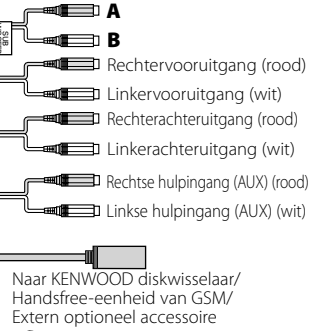 A
SUB
B
Rechtervooruitgang (rood)
Linkervooruitgang (wit)
Rechterachteruitgang (rood)
Linkerachteruitgang (wit)
Rechtse hulpingang (AUX) (rood)
Linkse hulpingang (AUX) (wit)
Naar KENWOOD diskwisselaar/
Handsfree-eenheid van GSM/
Extern optioneel accessoire